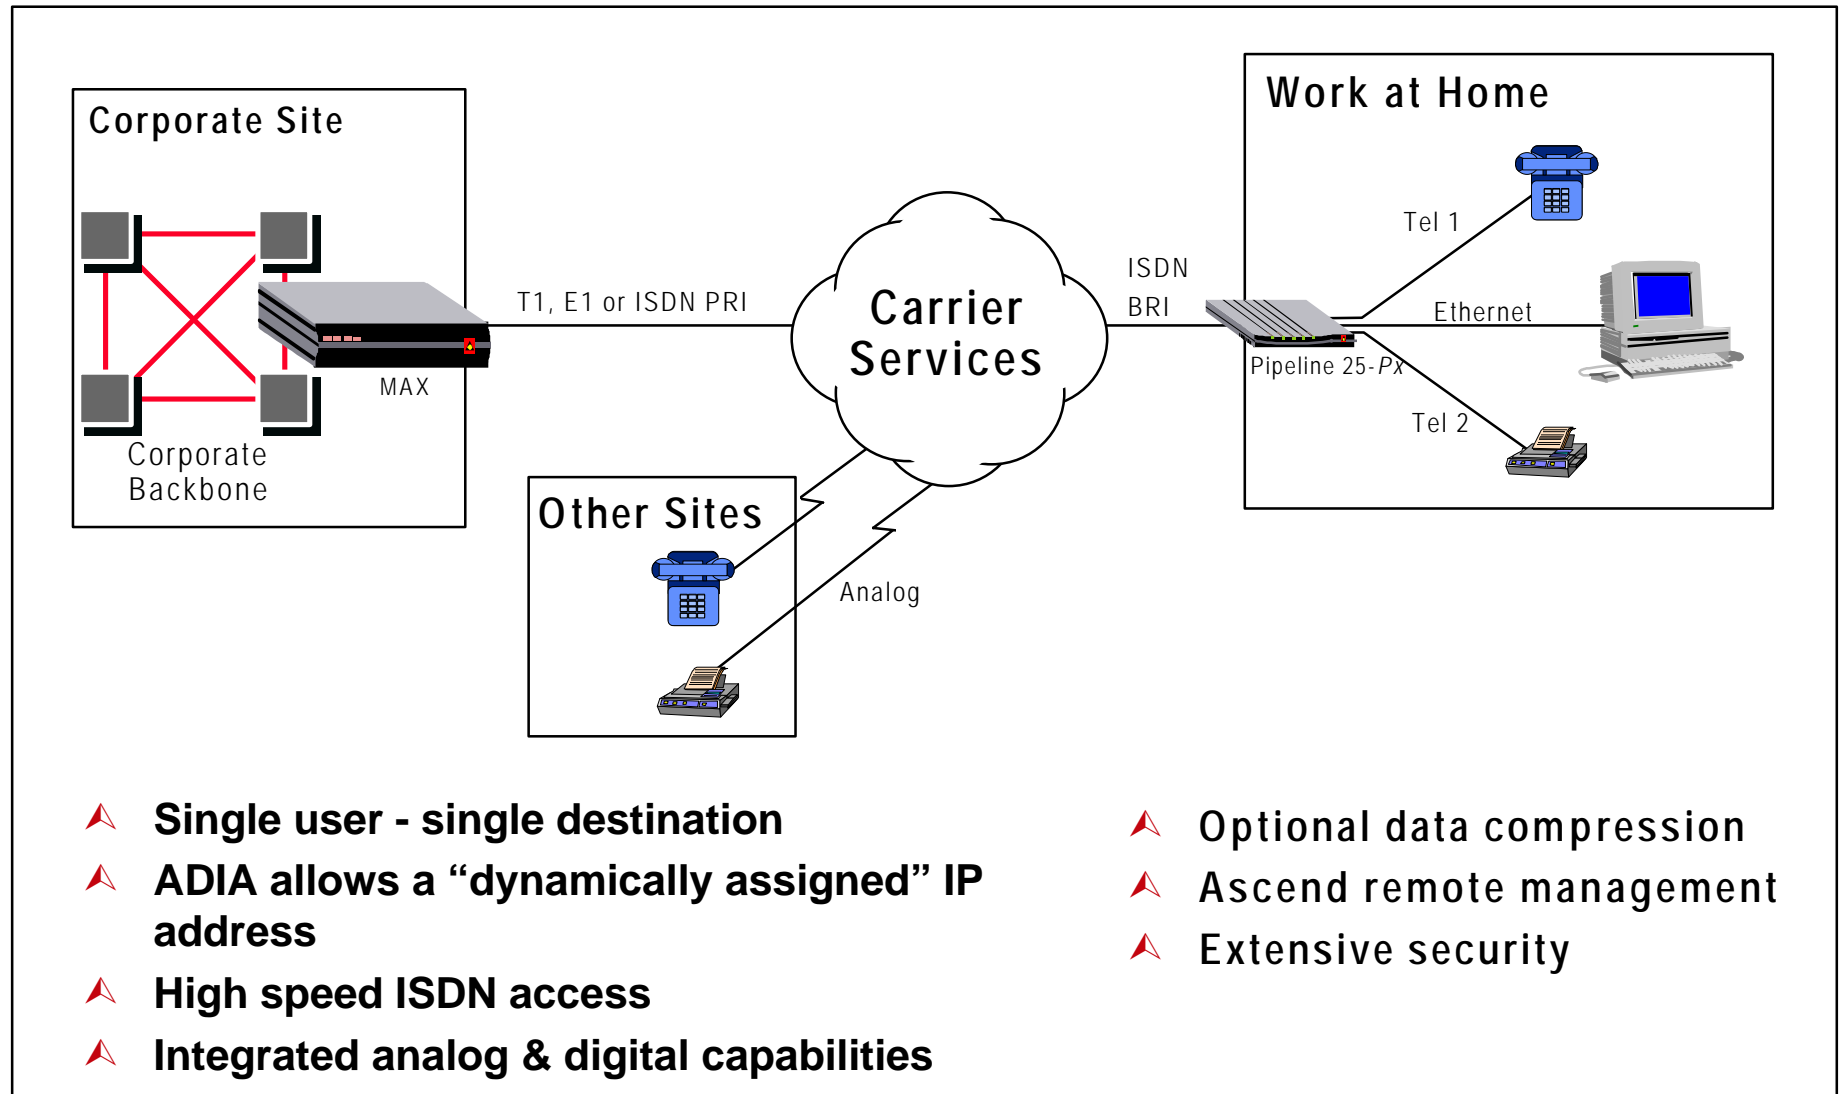 Corporate Site
MAX
Corporate
Backbone
T1, E1 or ISDN PRI
Carrier
Services
ISDN
BRI
Work at Home
Tel 1
Ethernet
Pipeline 25-Px
Tel 2
Other Sites
Analog
Single user - single destination
ADIA allows a “dynamically assigned” IP
address
High speed ISDN access
Integrated analog & digital capabilities
Optional data compression
Ascend remote management
Extensive security